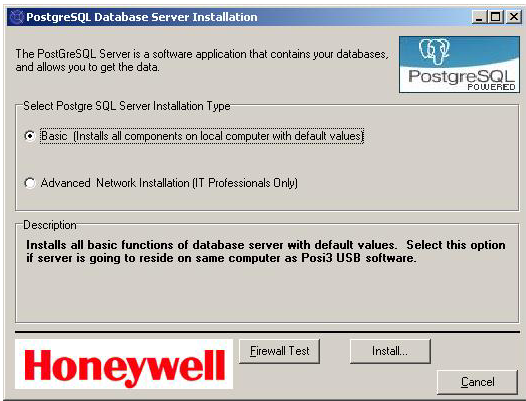 PostgreSQL Database Server Installation
The PostGreSQL Server is a software application that contains your databases,
and allows you to get the data.
PostgreSQL
POWERED
Select Postgre SQL Server Installation Type
Basic (Installs all components on local computer with default values)
Advanced Network Installation (IT Professionals Only)
Description
Installs all basic functions of database server with default values. Select this option
if server is going to reside on same computer as Posi3 USB software.
Honeywell
Firewall Test
Install...
Cancel